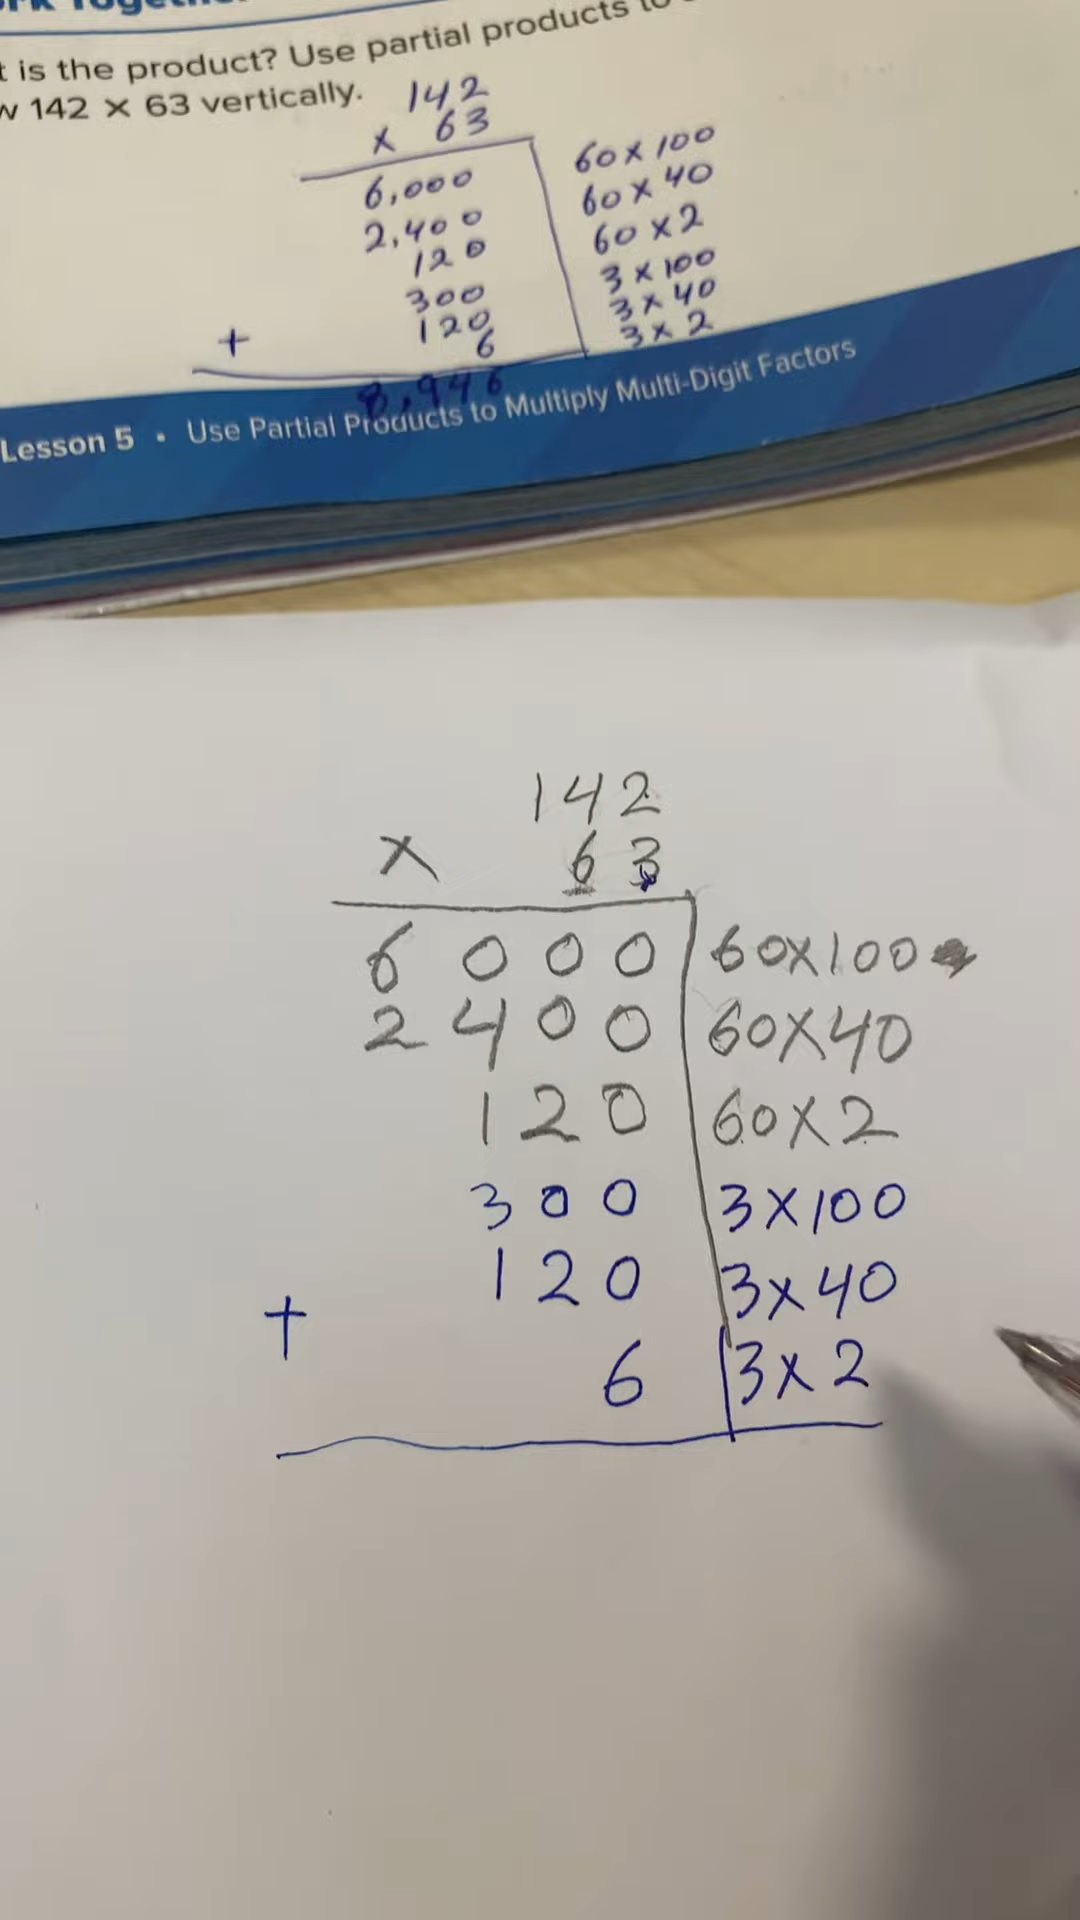 t is the product? Use partial products to
142 × 63 vertically.
142
× 63
6,000 60 × 100
2,400 60 × 40
120 60 × 2
300 3 × 100
120 3 × 40
+ 6 3 × 2
8,946
Lesson 5 • Use Partial Products to Multiply Multi-Digit Factors
142
× 63
6000 60×100
2400 60×40
120 60×2
300 3×100
120 3×40
+
6 3×2